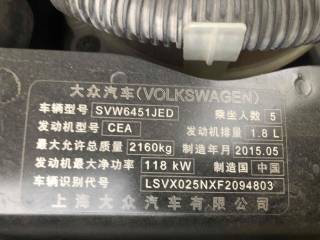 大众汽车(VOLKSWAGEN)
车辆型号 SVW6451JED 乘坐人数 5
发动机型号 CEA 发动机排量 1.8 L
最大允许总质量 2160kg 制造年月 2015.05
发动机最大净功率 118 kW 制造国 中国
车辆识别代号 LSVX025NXF2094803
上海大众汽车有限公司